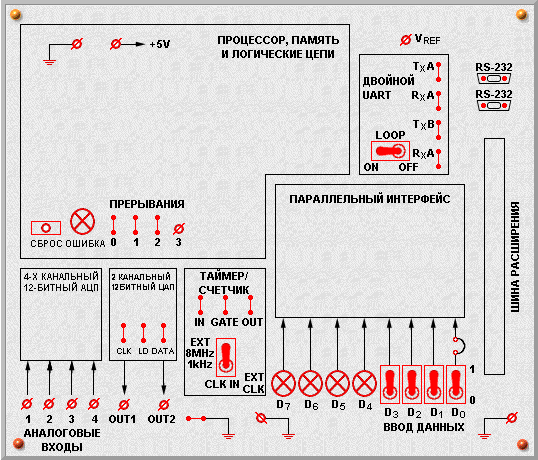 +5V
ПРОЦЕССОР, ПАМЯТЬ
И ЛОГИЧЕСКИЕ ЦЕПИ
VREF
ДВОЙНОЙ
UART
TXA
RXA
TXB
RXA
LOOP
ON OFF
RS-232
RS-232
ПРЕРЫВАНИЯ
0 1 2 3
СБРОС ОШИБКА
ПАРАЛЛЕЛЬНЫЙ ИНТЕРФЕЙС
ШИНА РАСШИРЕНИЯ
4-Х КАНАЛЬНЫЙ
12-БИТНЫЙ АЦП
2 КАНАЛЬНЫЙ
12БИТНЫЙ ЦАП
CLK LD DATA
ТАЙМЕР/
СЧЕТЧИК
IN GATE OUT
EXT
8MHz
1kHz
CLK IN
EXT
CLK
1
0
D7 D6 D5 D4 D3 D2 D1 D0
ВВОД ДАННЫХ
1 2 3 4
АНАЛОГОВЫЕ
ВХОДЫ
OUT1 OUT2